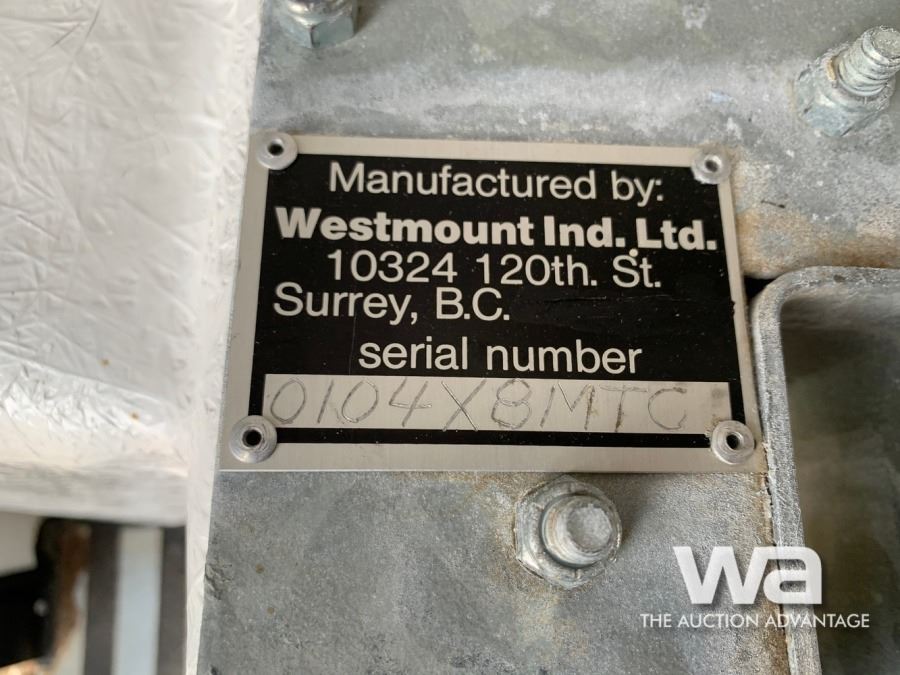 Manufactured by:
Westmount Ind. Ltd.
10324 120th. St.
Surrey, B.C.
serial number
0104X8MTC
wa
THE AUCTION ADVANTAGE